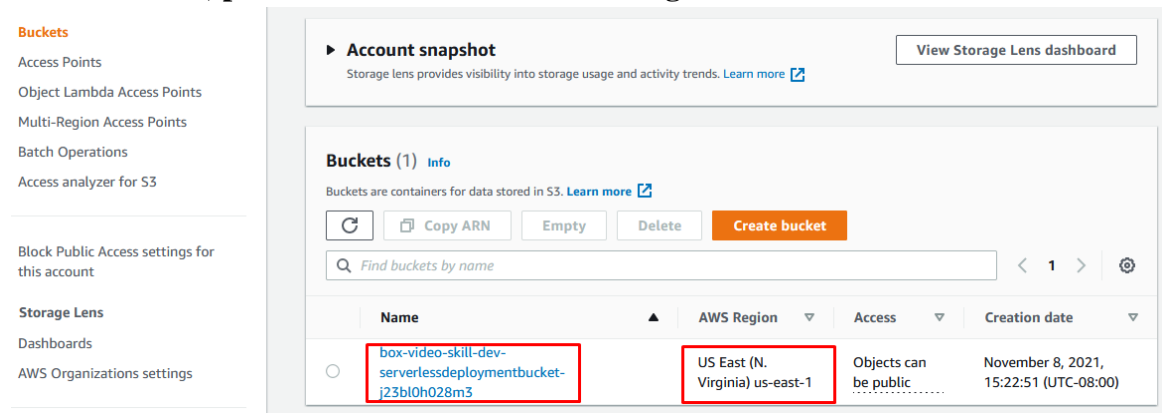 Buckets
Access Points
Object Lambda Access Points
Multi-Region Access Points
Batch Operations
Access analyzer for S3
Block Public Access settings for
this account
Storage Lens
Dashboards
AWS Organizations settings
Account snapshot
View Storage Lens dashboard
Storage lens provides visibility into storage usage and activity trends. Learn more
Buckets (1) Info
Buckets are containers for data stored in S3. Learn more
Copy ARN Empty Delete Create bucket
Find buckets by name
1
Name AWS Region Access Creation date
box-video-skill-dev-
serverlessdeploymentbucket-
j23bl0h028m3
US East (N.
Virginia) us-east-1
Objects can
be public
November 8, 2021,
15:22:51 (UTC-08:00)